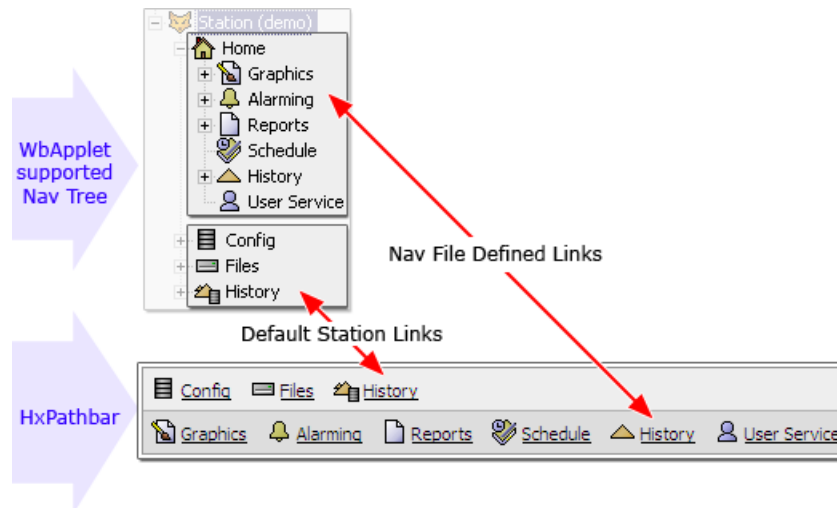 Station (demo)
Home
Graphics
Alarming
Reports
Schedule
History
User Service
WbApplet
supported
Nav Tree
Config
Files
History
Nav File Defined Links
Default Station Links
HxPathbar
Config Files History
Graphics Alarming Reports Schedule History User Service